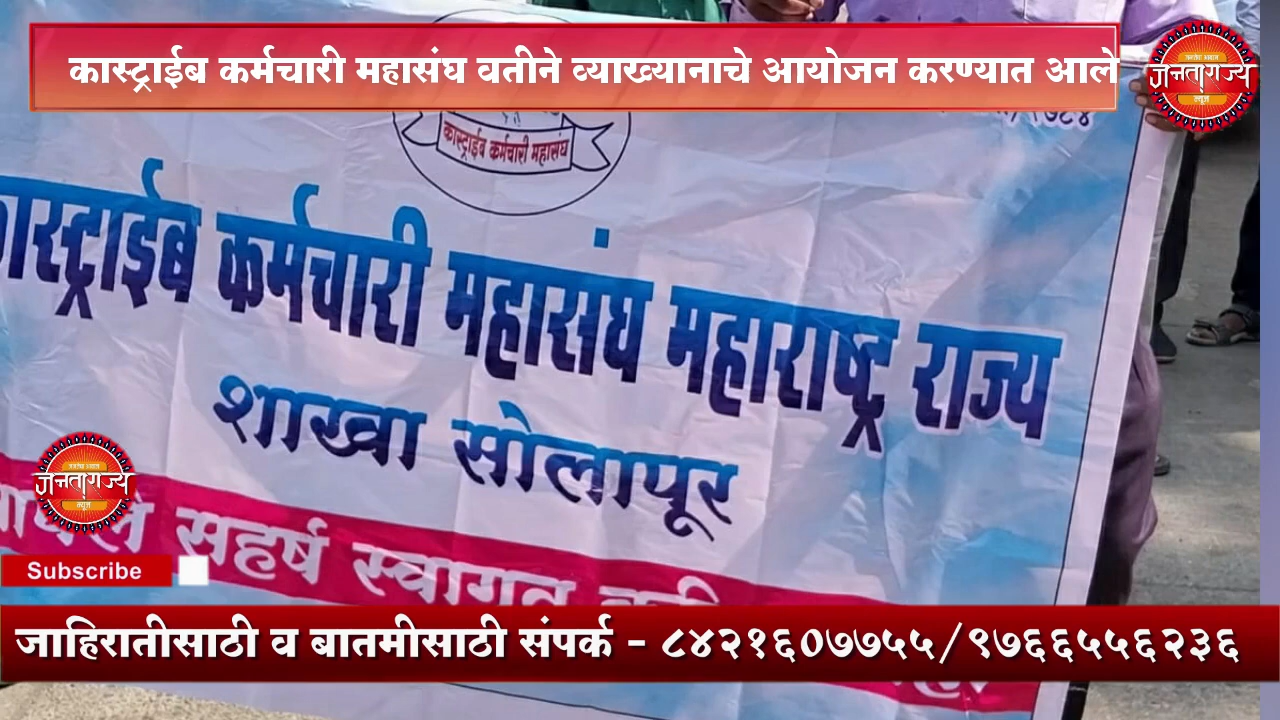 कास्ट्राईब कर्मचारी महासंघ वतीने व्याख्यानाचे आयोजन करण्यात आले
जनताराज्य
न्युज
कास्ट्राईब कर्मचारी महासंघ
कास्ट्राईब कर्मचारी महासंघ महाराष्ट्र राज्य
शाखा सोलापूर
जनताराज्य
न्युज
सहर्ष स्वागत
Subscribe
जाहिरातीसाठी व बातमीसाठी संपर्क - ८४२१६०७७५५/९७६६५५६२३६